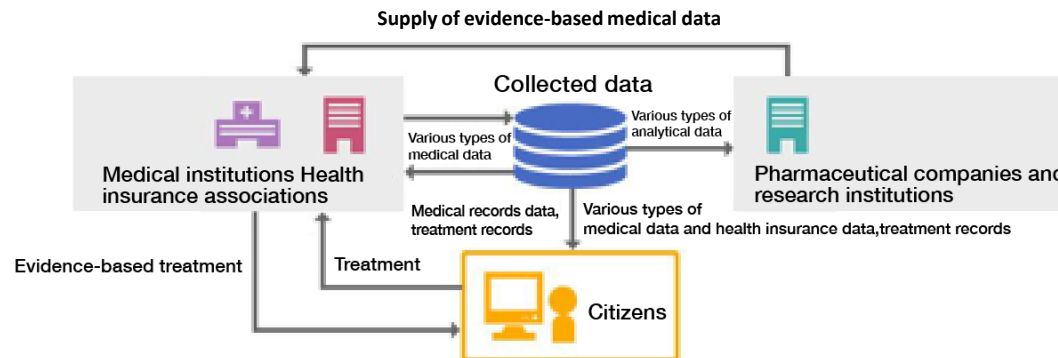 Supply of evidence-based medical data
Collected data
Various types of
analytical data
Various types of
medical data
Medical institutions Health
insurance associations
Pharmaceutical companies and
research institutions
Medical records data,
treatment records
Various types of
medical data and health insurance data,treatment records
Evidence-based treatment
Treatment
Citizens